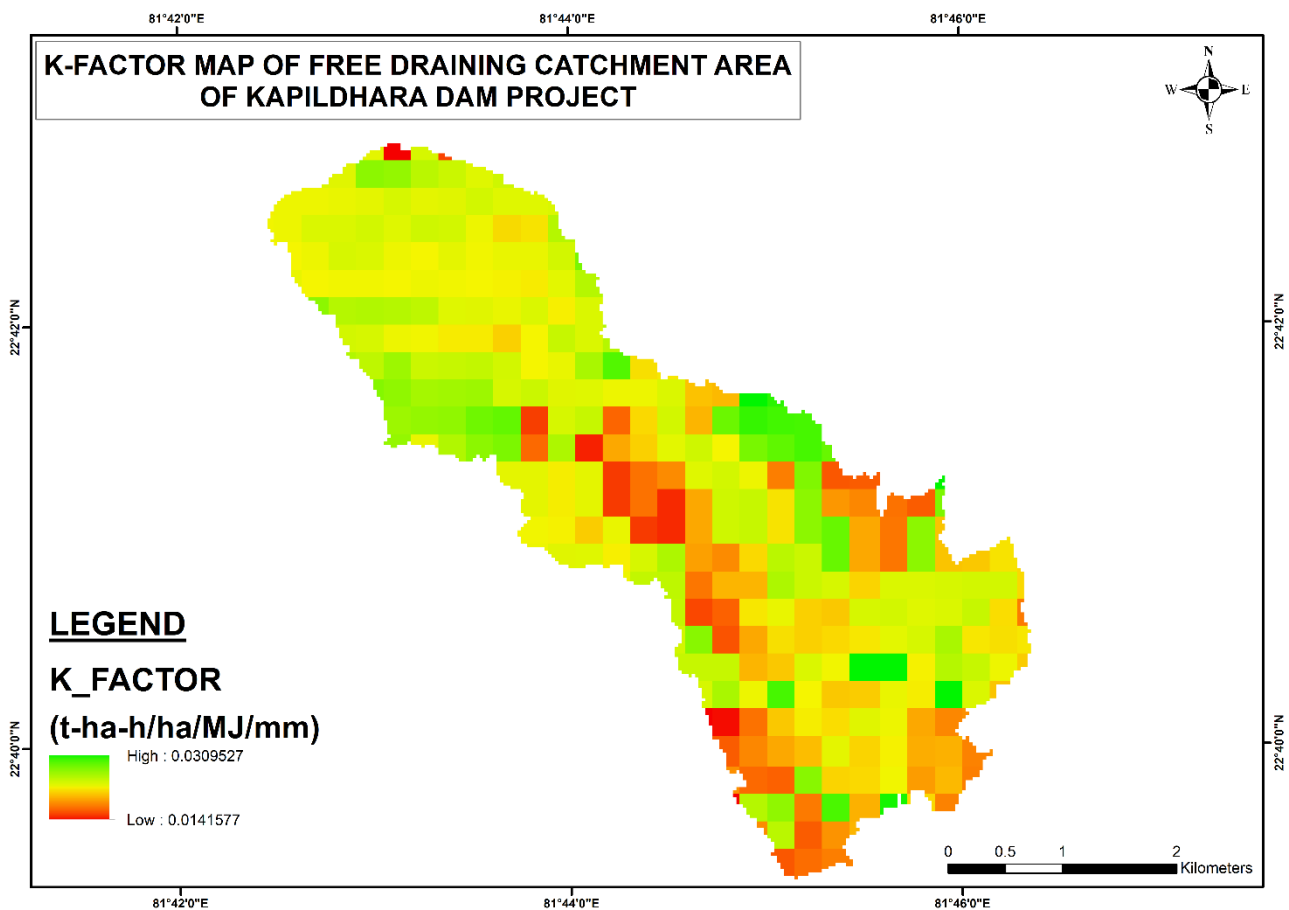 81°42'0"E
81°44'0"E
81°46'0"E
K-FACTOR MAP OF FREE DRAINING CATCHMENT AREA
OF KAPILDHARA DAM PROJECT
N
W
E
S
22°42'0"N
22°42'0"N
LEGEND
K_FACTOR
(t-ha-h/ha/MJ/mm)
High : 0.0309527
Low : 0.0141577
22°40'0"N
22°40'0"N
0 0.5 1 2
Kilometers
81°42'0"E
81°44'0"E
81°46'0"E